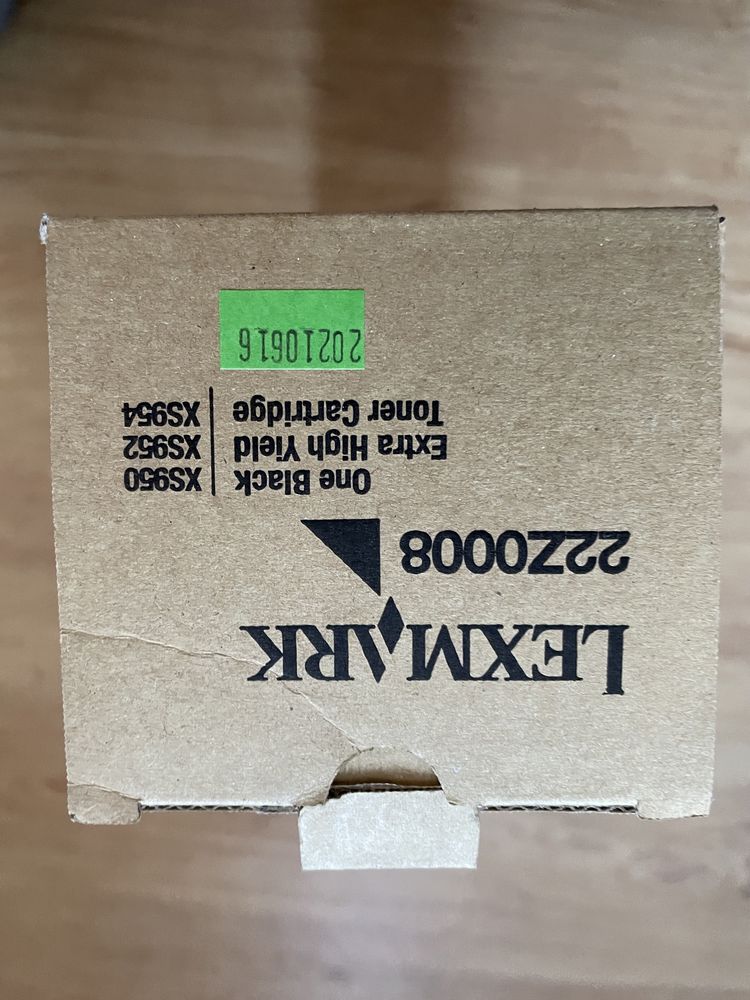 LEXMARK
22Z0008
One Black
Extra High Yield
Toner Cartridge
XS950
XS952
XS954
20210616